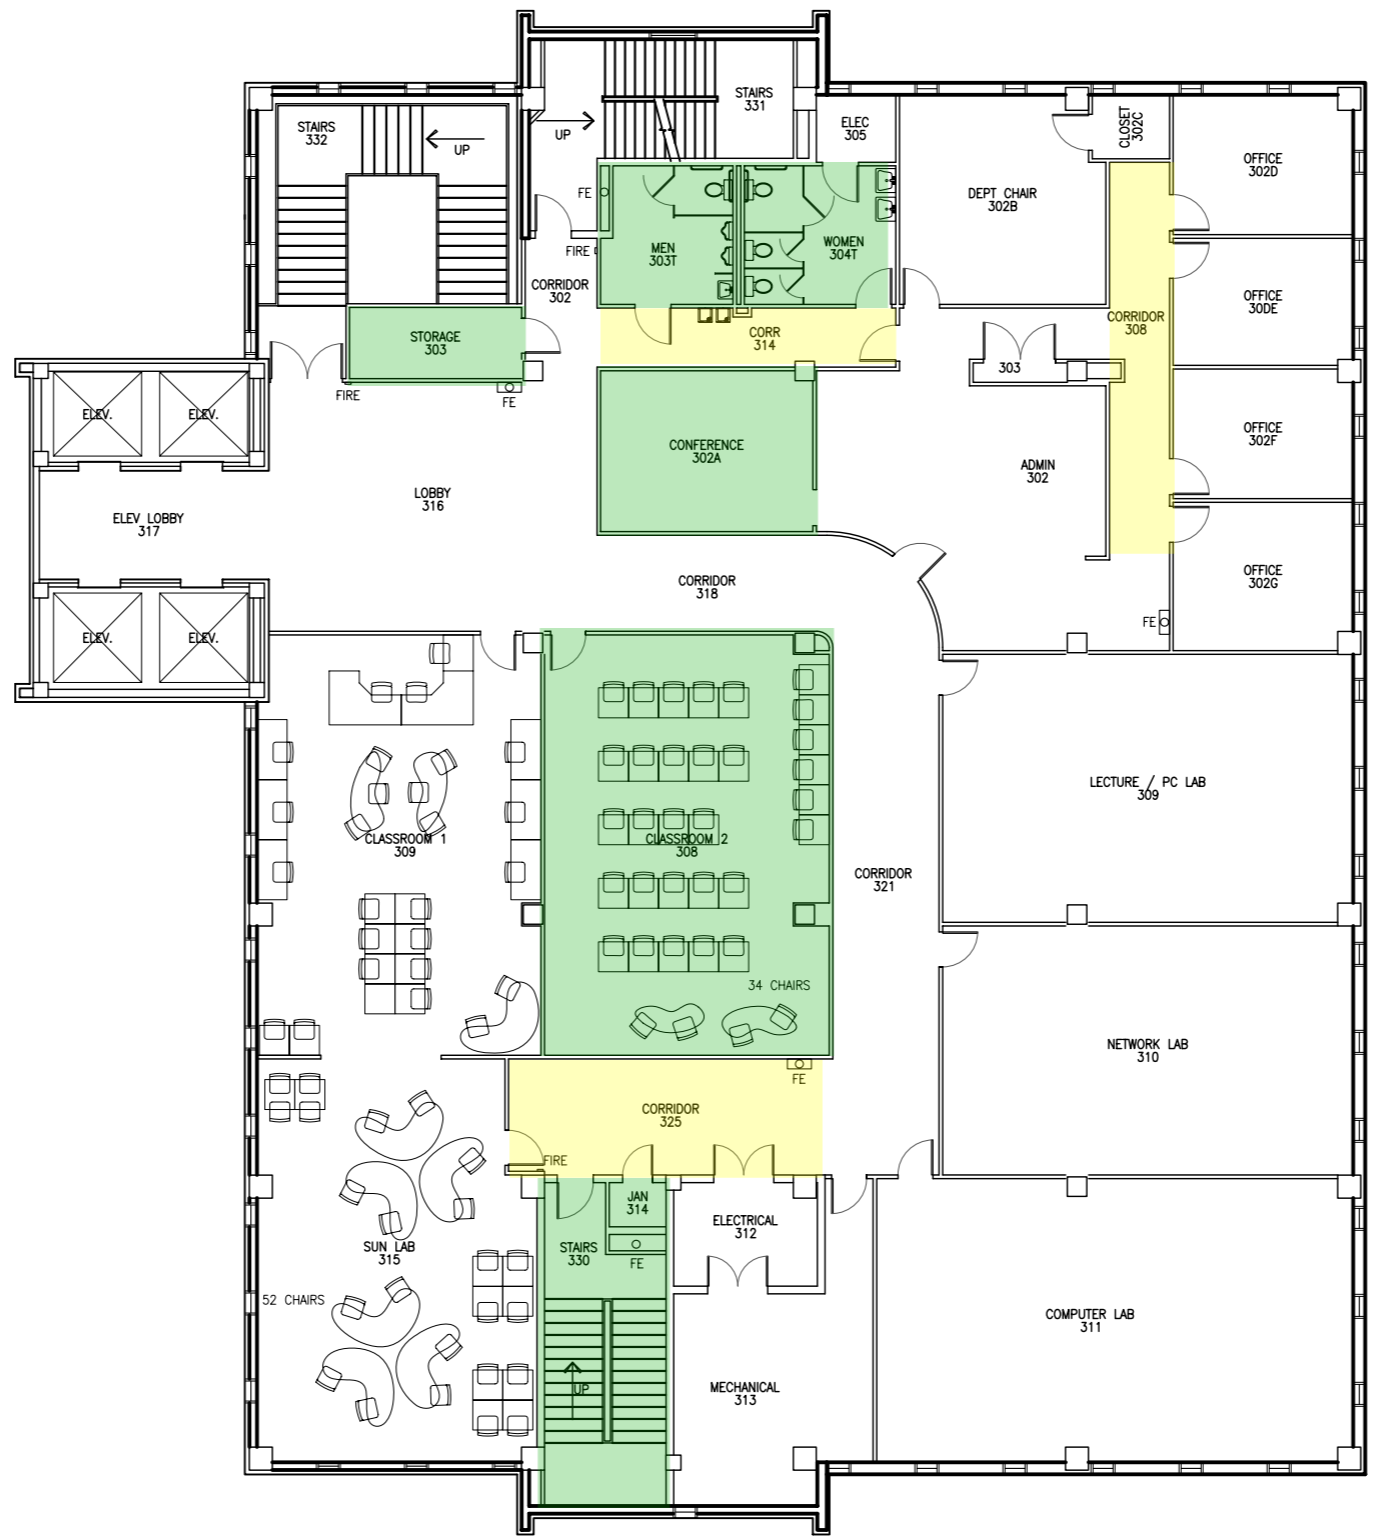 STAIRS
331
UP
STAIRS
332
UP
ELEC
305
CLOSET
302C
OFFICE
302D
DEPT CHAIR
302B
FE
MEN
303T
WOMEN
304T
FIRE
CORRIDOR
302
OFFICE
30DE
CORRIDOR
308
STORAGE
303
CORR
314
303
FIRE
FE
ELEV.
ELEV.
CONFERENCE
302A
OFFICE
302F
ADMIN
302
LOBBY
316
ELEV LOBBY
317
CORRIDOR
318
OFFICE
302G
FE
ELEV.
ELEV.
LECTURE / PC LAB
309
CLASSROOM 1
309
CLASSROOM 2
308
CORRIDOR
321
34 CHAIRS
NETWORK LAB
310
FE
CORRIDOR
325
FIRE
JAN
314
ELECTRICAL
312
SUN LAB
315
STAIRS
330
FE
52 CHAIRS
COMPUTER LAB
311
UP
MECHANICAL
313